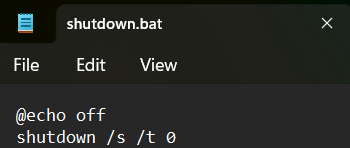 shutdown.bat
File Edit View
@echo off
shutdown /s /t 0